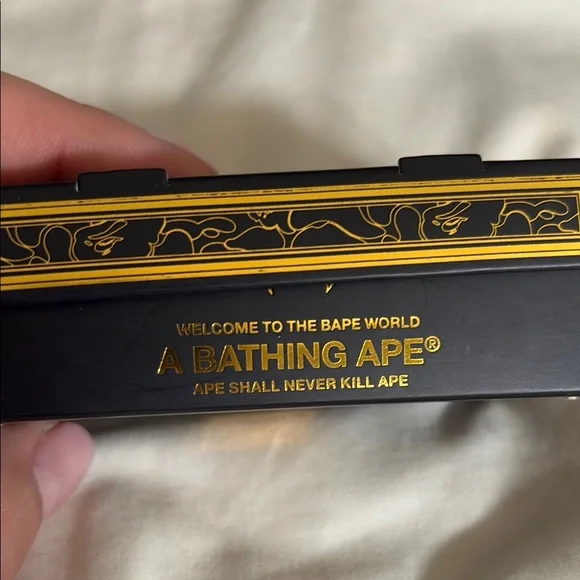 WELCOME TO THE BAPE WORLD
A BATHING APE®
APE SHALL NEVER KILL APE